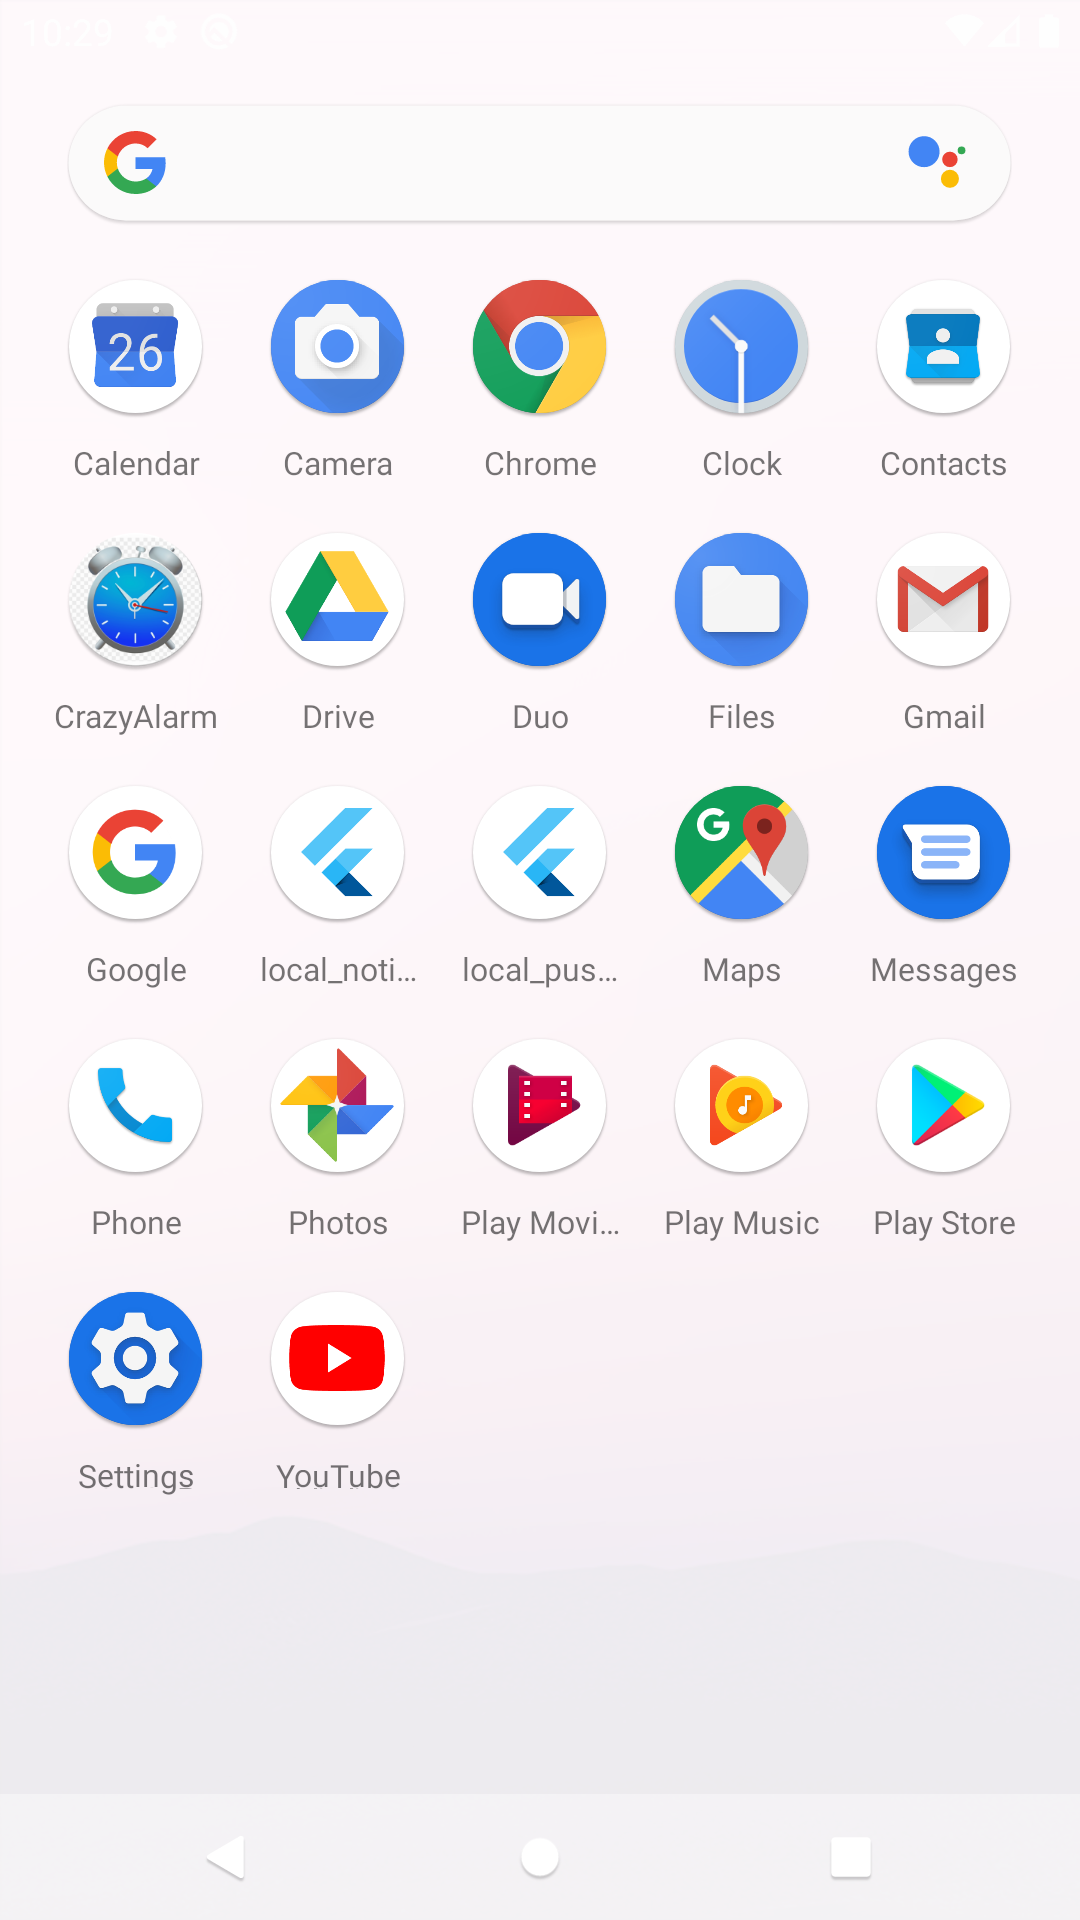 10:29
26
Calendar Camera Chrome Clock Contacts
CrazyAlarm Drive Duo Files Gmail
Google local_noti... local_pus... Maps Messages
Phone Photos Play Movi... Play Music Play Store
Settings YouTube